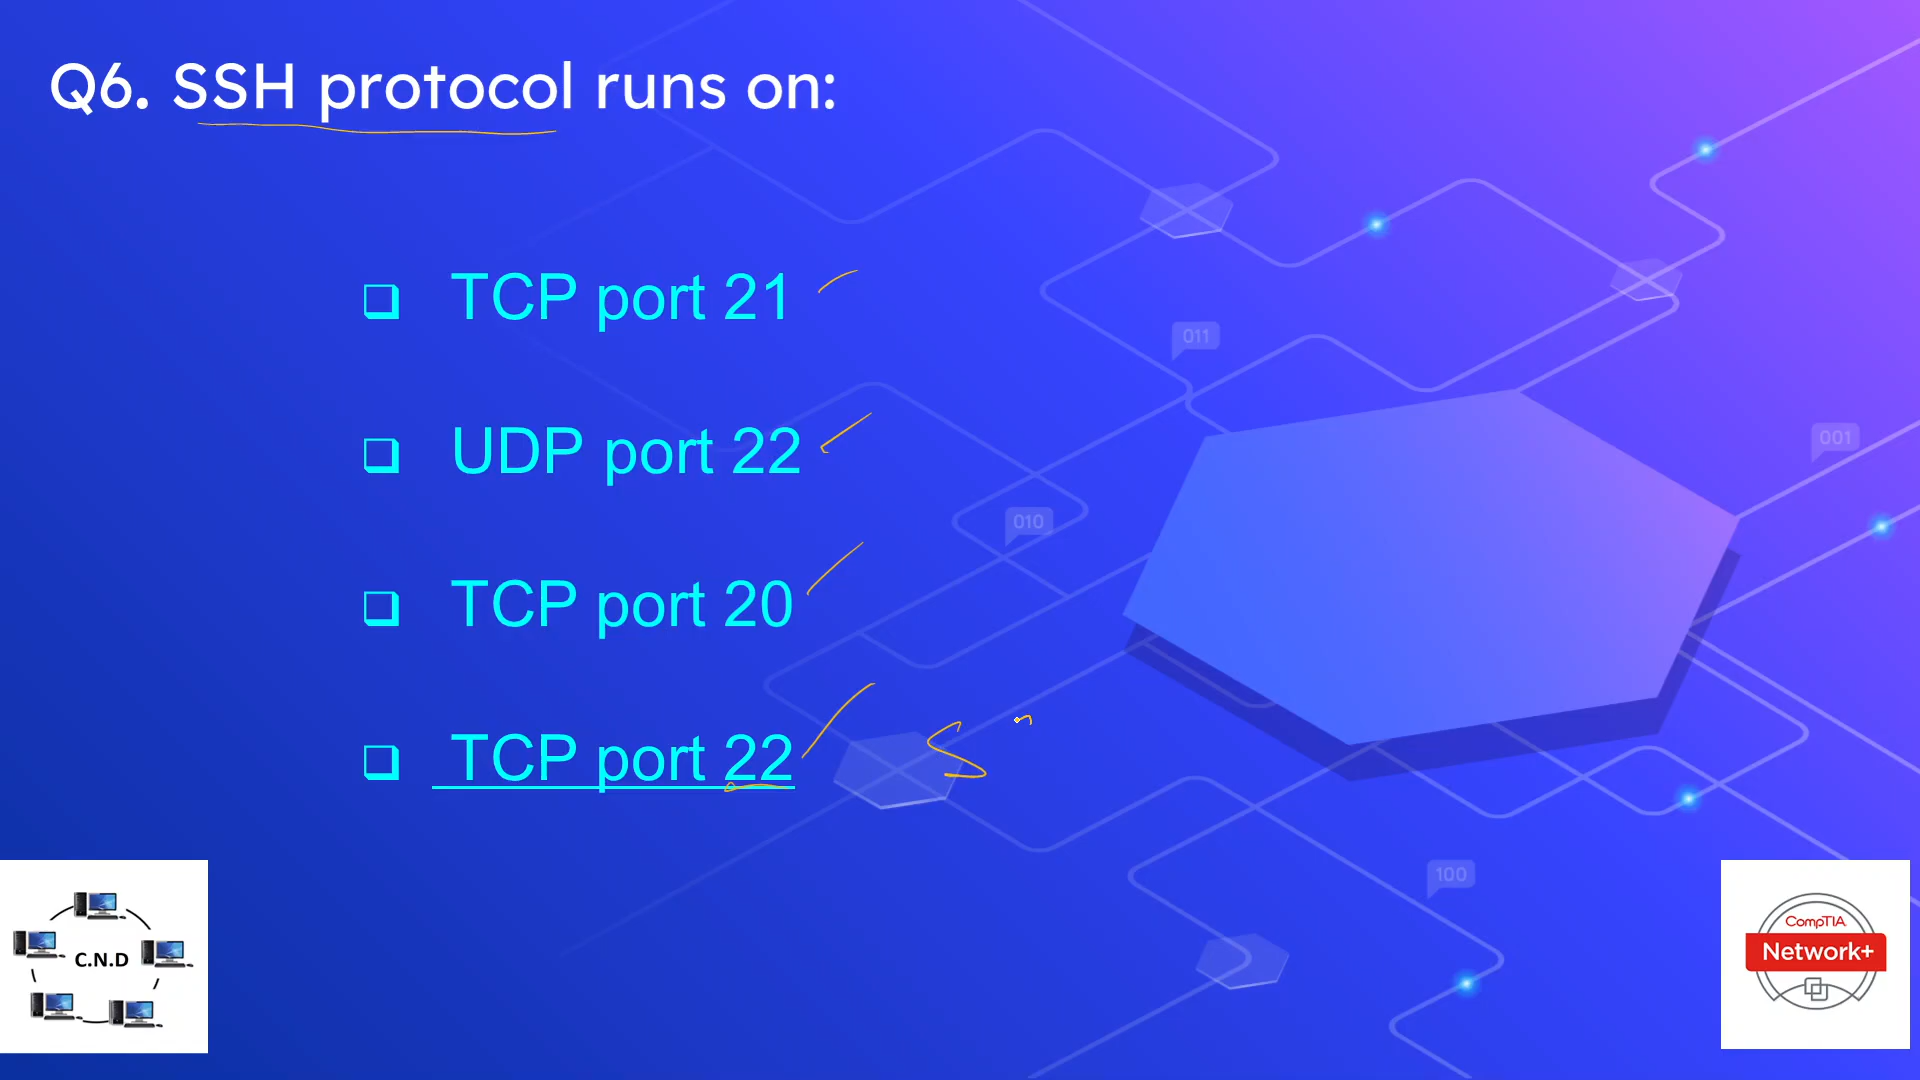 Q6. SSH protocol runs on:
TCP port 21
UDP port 22
TCP port 20
TCP port 22
011
001
010
100
C.N.D
CompTIA
Network+